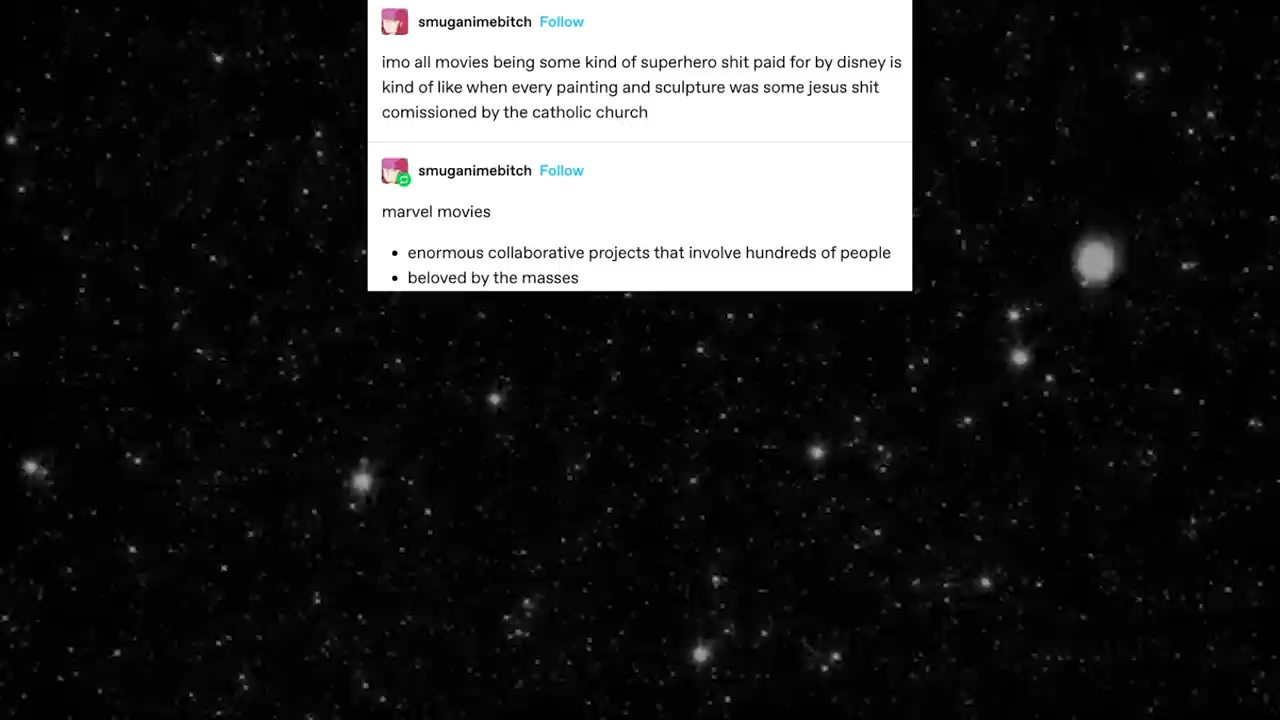 smuganimebitch Follow
imo all movies being some kind of superhero shit paid for by disney is
kind of like when every painting and sculpture was some jesus shit
comissioned by the catholic church
smuganimebitch Follow
marvel movies
• enormous collaborative projects that involve hundreds of people
• beloved by the masses